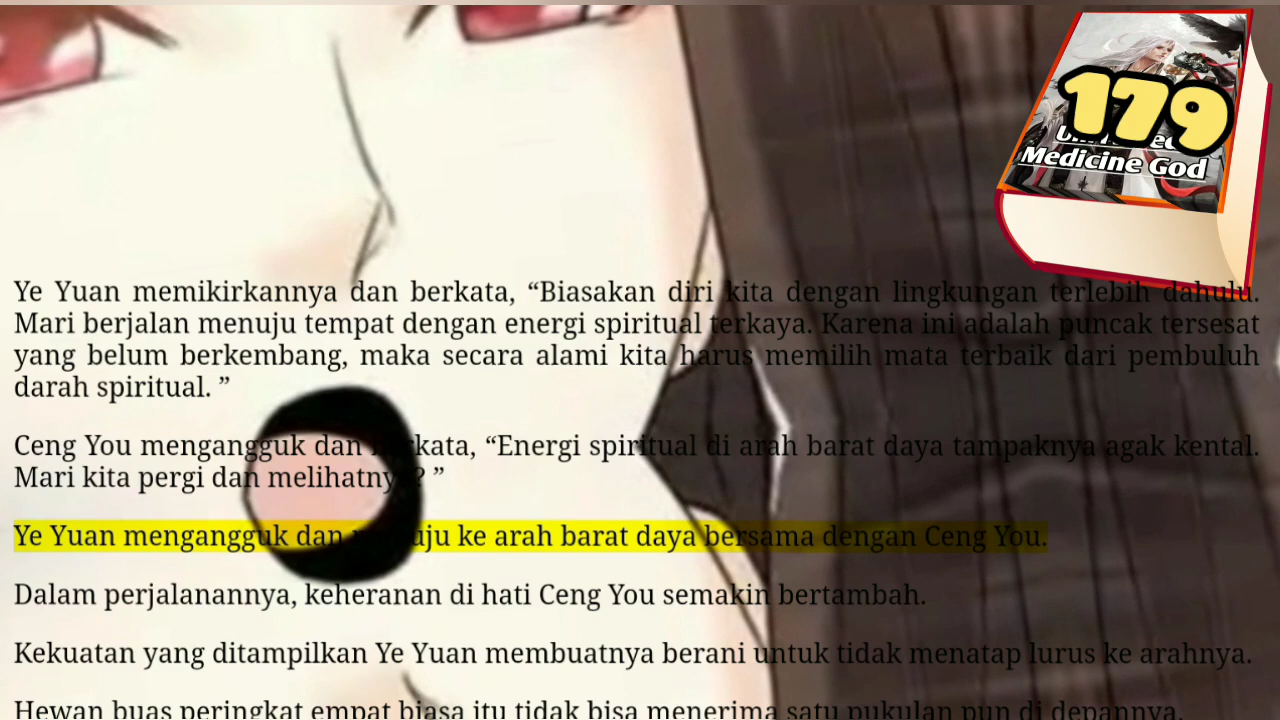 179
Medicine God
Ye Yuan memikirkannya dan berkata, “Biasakan diri kita dengan lingkungan terlebih dahulu.
Mari berjalan menuju tempat dengan energi spiritual terkaya. Karena ini adalah puncak tersesat
yang belum berkembang, maka secara alami kita harus memilih mata terbaik dari pembuluh
darah spiritual. ”
Ceng You mengangguk dan berkata, “Energi spiritual di arah barat daya tampaknya agak kental.
Mari kita pergi dan melihatnya? ”
Ye Yuan mengangguk dan menuju ke arah barat daya bersama dengan Ceng You.
Dalam perjalanannya, keheranan di hati Ceng You semakin bertambah.
Kekuatan yang ditampilkan Ye Yuan membuatnya berani untuk tidak menatap lurus ke arahnya.
Hewan buas peringkat empat biasa itu tidak bisa menerima satu pukulan pun di depannya.